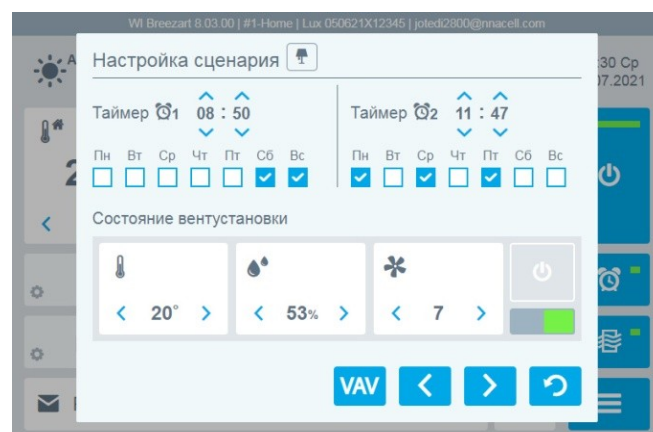 WI Breezart 8.03.00 | #1-Home | Lux 050621X12345 | jotedi2800@nnacell.com
Настройка сценария
:30 Ср
07.2021
Таймер 1 08 : 50
Таймер 2 11 : 47
Пн Вт Ср Чт Пт Сб Вс
Пн Вт Ср Чт Пт Сб Вс
Состояние вентустановки
20°
53%
7
VAV